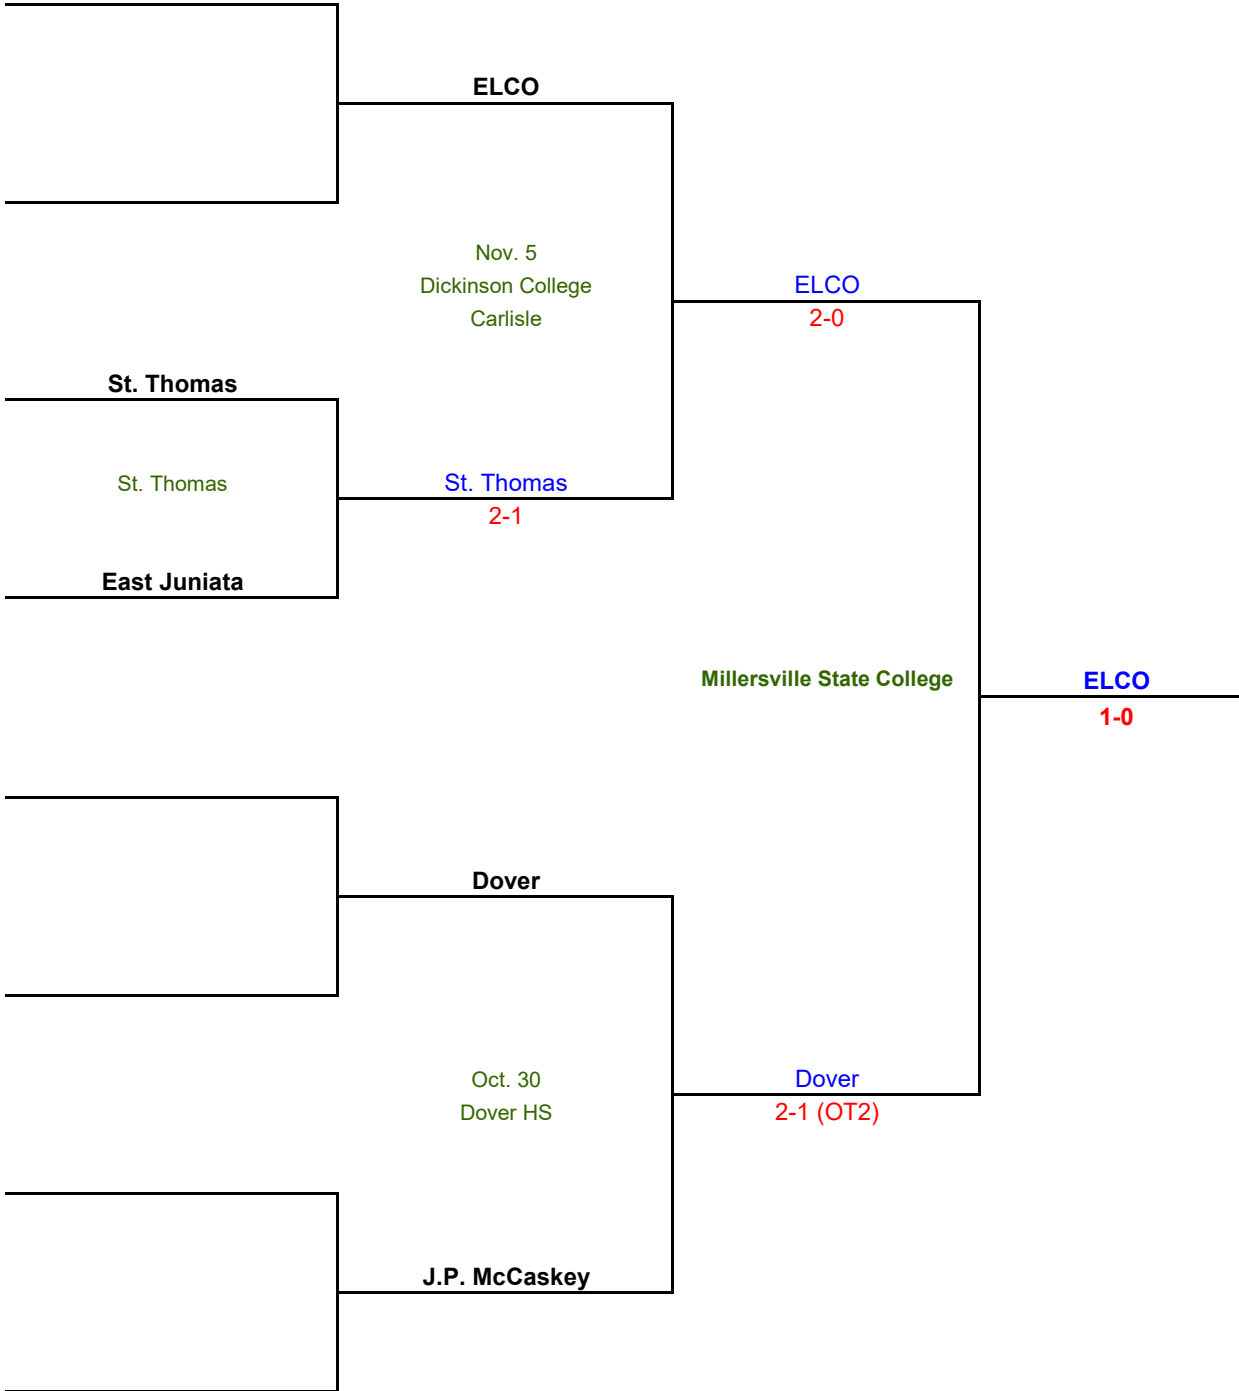 ELCO
Nov. 5
Dickinson College
Carlisle
ELCO
2-0
St. Thomas
St. Thomas
St. Thomas
2-1
East Juniata
Millersville State College
ELCO
1-0
Dover
Oct. 30
Dover HS
Dover
2-1 (OT2)
J.P. McCaskey